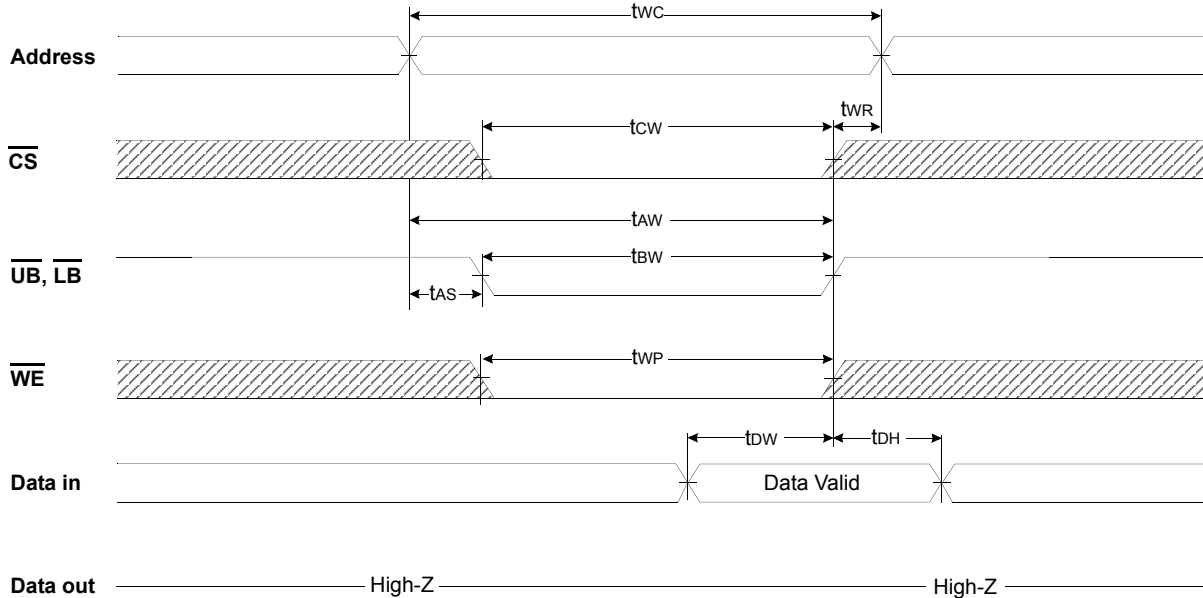 tWC
Address
tWR
tCW
CS
tAW
tBW
UB, LB
tAS
tWP
WE
tDW
tDH
Data in
Data Valid
Data out
High-Z
High-Z